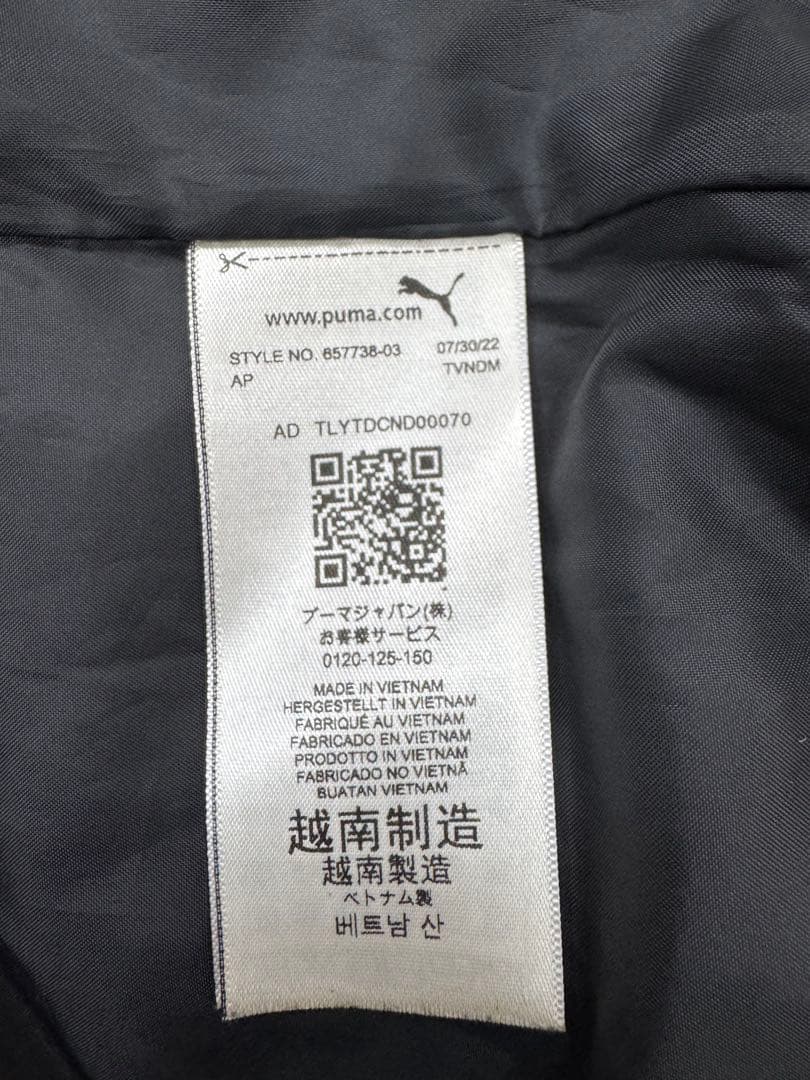 www.puma.com
STYLE NO. 657738-03 07/30/22
AP TVNDM
AD TLYTDCND00070
プーマジャパン(株)
お客様サービス
0120-125-150
MADE IN VIETNAM
HERGESTELLT IN VIETNAM
FABRIQUÉ AU VIETNAM
FABRICADO EN VIETNAM
PRODOTTO IN VIETNAM
FABRICADO NO VIETNÃ
BUATAN VIETNAM
越南制造
越南製造
ベトナム製
베트남 산